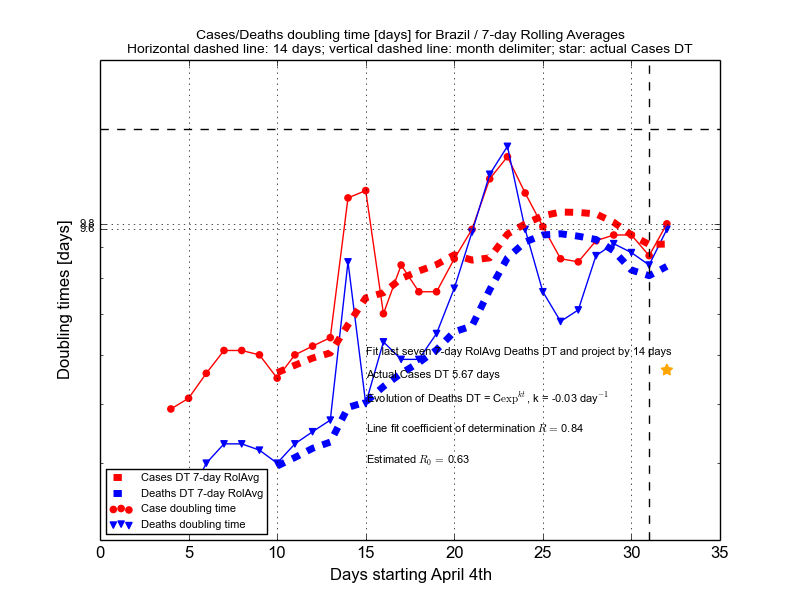 Cases/Deaths doubling time [days] for Brazil / 7-day Rolling Averages
Horizontal dashed line: 14 days; vertical dashed line: month delimiter; star: actual Cases DT
9.8
9.6
Doubling times [days]
Fit last seven 7-day RolAvg Deaths DT and project by 14 days
Actual Cases DT 5.67 days
Evolution of Deaths DT = Cexp^{kt}, k = -0.03 day^{-1}
Line fit coefficient of determination R = 0.84
Estimated R_0 = 0.63
Cases DT 7-day RolAvg
Deaths DT 7-day RolAvg
Case doubling time
Deaths doubling time
0 5 10 15 20 25 30 35
Days starting April 4th